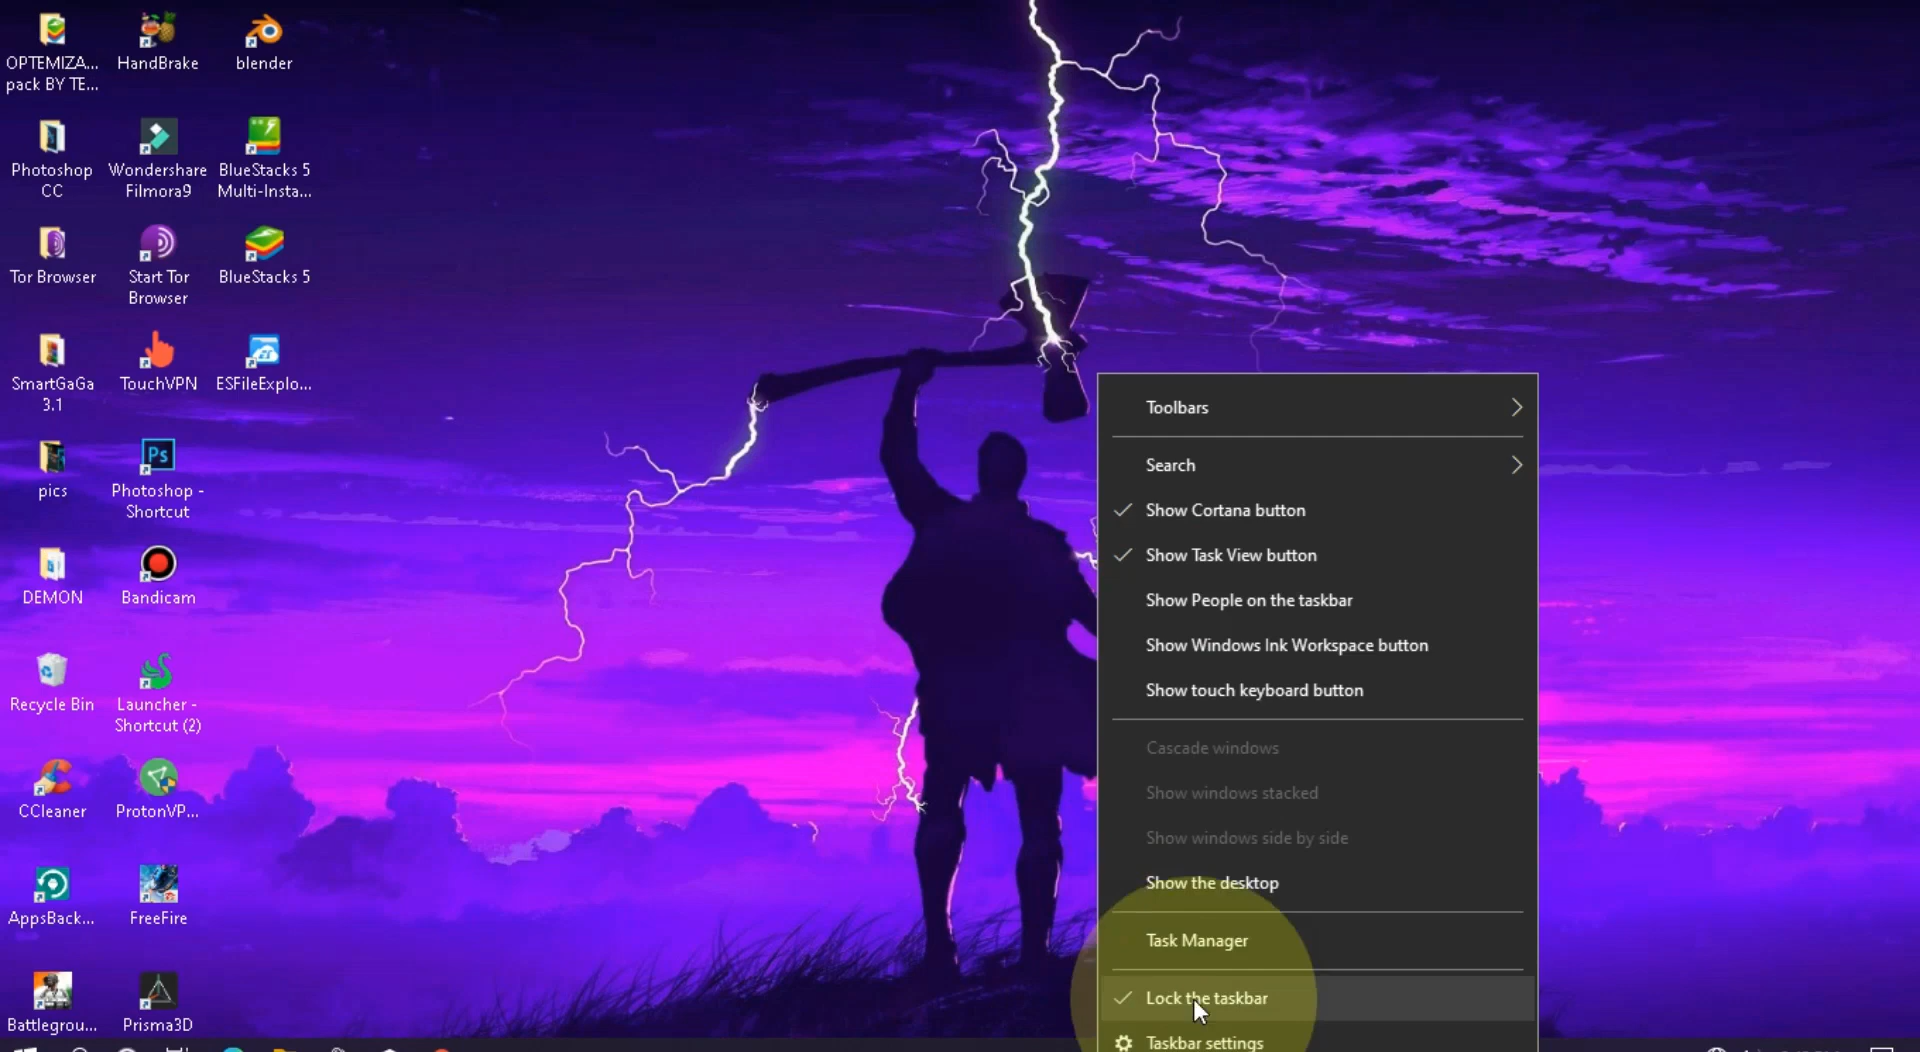 OPTEMIZA...
pack BY TE...
HandBrake
blender
Photoshop
CC
Wondershare
Filmora9
BlueStacks 5
Multi-Insta...
Tor Browser
Start Tor
Browser
BlueStacks 5
SmartGaGa
3.1
TouchVPN
ESFileExplo...
pics
Ps
Photoshop -
Shortcut
DEMON
Bandicam
Recycle Bin
Launcher -
Shortcut (2)
CCleaner
ProtonVP...
AppsBack...
FreeFire
Battlegrou...
Prisma3D
Toolbars
Search
Show Cortana button
Show Task View button
Show People on the taskbar
Show Windows Ink Workspace button
Show touch keyboard button
Cascade windows
Show windows stacked
Show windows side by side
Show the desktop
Task Manager
Lock the taskbar
Taskbar settings